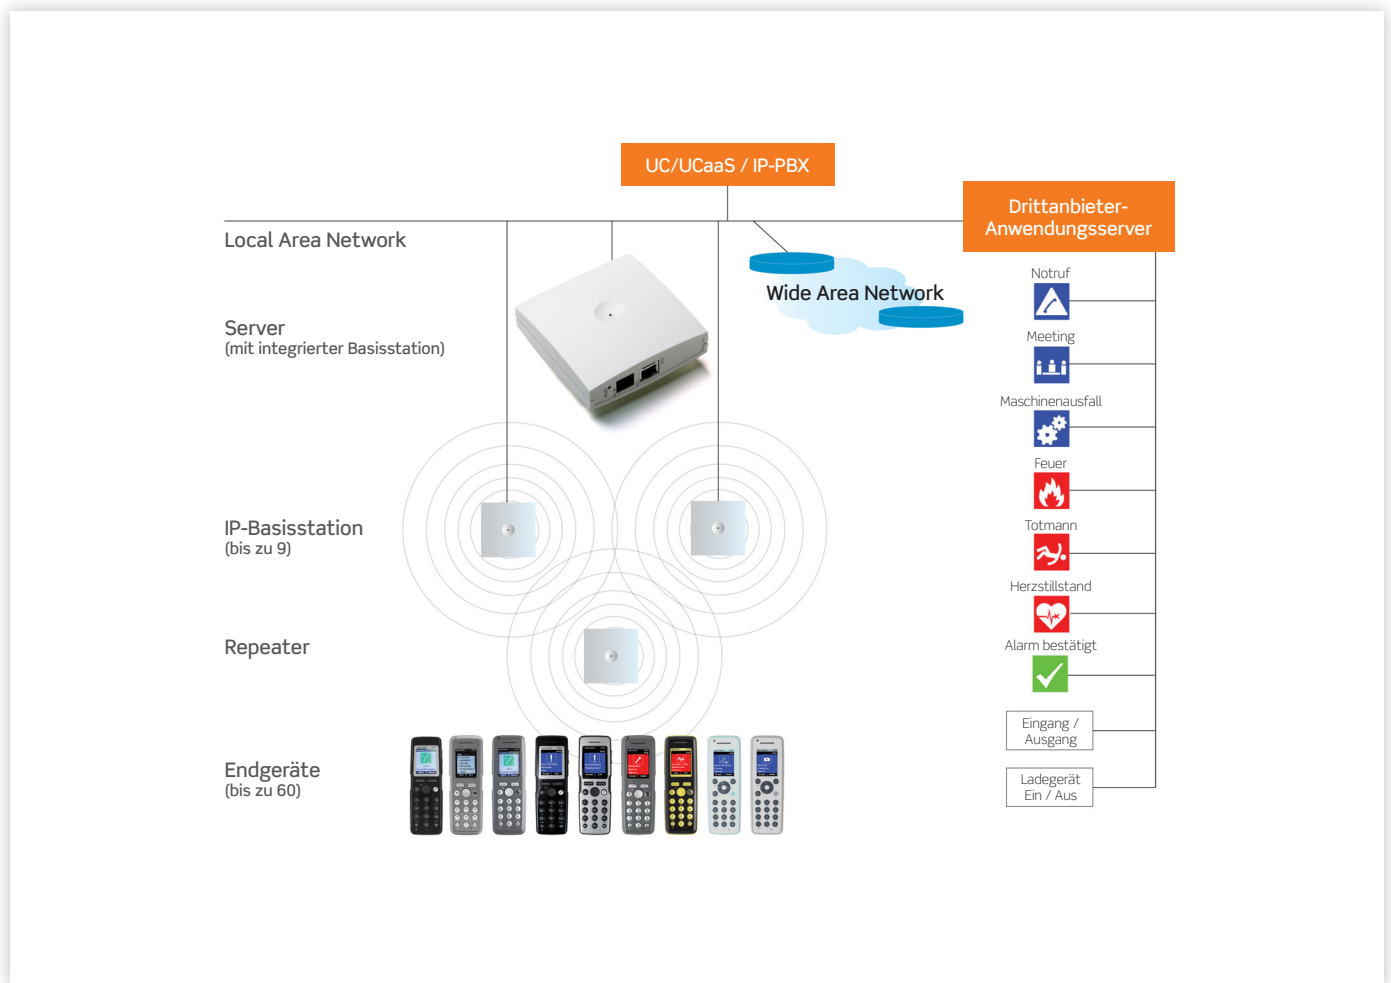 UC/UCaaS / IP-PBX
Drittanbieter-
Anwendungsserver
Local Area Network
Wide Area Network
Server
(mit integrierter Basisstation)
IP-Basisstation
(bis zu 9)
Repeater
Endgeräte
(bis zu 60)
Notruf
Meeting
Maschinenausfall
Feuer
Totmann
Herzstillstand
Alarm bestätigt
Eingang /
Ausgang
Ladegerät
Ein / Aus